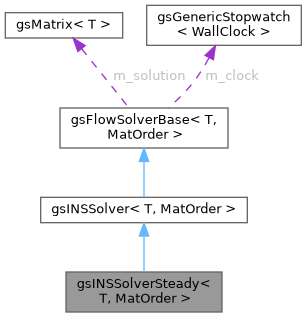 gsMatrix< T >
gsGenericStopwatch
< WallClock >
m_solution
m_clock
gsFlowSolverBase< T,
MatOrder >
gsINSSolver< T, MatOrder >
gsINSSolverSteady<
T, MatOrder >